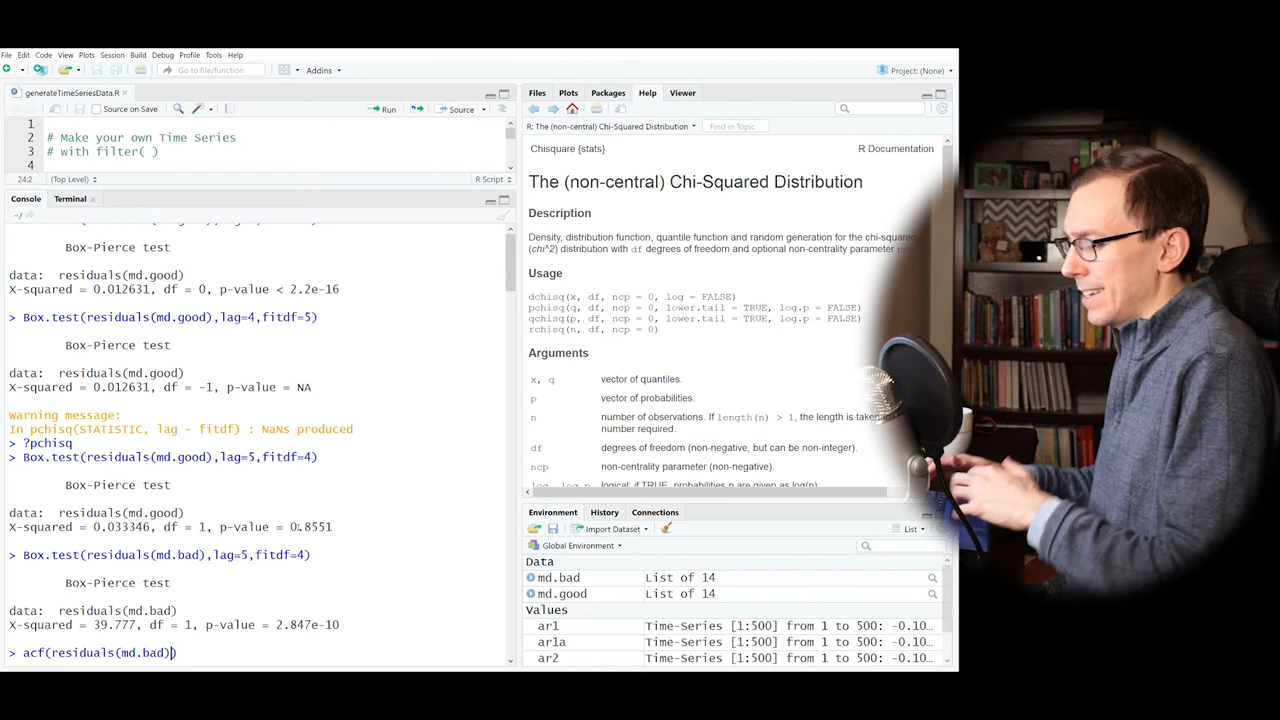 File Edit Code View Plots Session Build Debug Profile Tools Help
Go to file/function
Addins
Project: (None)
generateTimeSeriesData.R
Source on Save
Run
Source
1
2 # Make your own Time Series
3 # with filter( )
4
24:2
(Top Level)
R Script
Console Terminal
~/
Box-Pierce test
data: residuals(md.good)
X-squared = 0.012631, df = 0, p-value < 2.2e-16
> Box.test(residuals(md.good),lag=4,fitdf=5)
Box-Pierce test
data: residuals(md.good)
X-squared = 0.012631, df = -1, p-value = NA
Warning message:
In pchisq(STATISTIC, lag - fitdf) : NaNs produced
> ?pchisq
> Box.test(residuals(md.good),lag=5,fitdf=4)
Box-Pierce test
data: residuals(md.good)
X-squared = 0.033346, df = 1, p-value = 0.8551
> Box.test(residuals(md.bad),lag=5,fitdf=4)
Box-Pierce test
data: residuals(md.bad)
X-squared = 39.777, df = 1, p-value = 2.847e-10
> acf(residuals(md.bad))
Files Plots Packages Help Viewer
R: The (non-central) Chi-Squared Distribution
Find in Topic
Chisquare {stats}
R Documentation
The (non-central) Chi-Squared Distribution
Description
Density, distribution function, quantile function and random generation for the chi-squared
(chi^2) distribution with df degrees of freedom and optional non-centrality parameter
Usage
dchisq(x, df, ncp = 0, log = FALSE)
pchisq(q, df, ncp = 0, lower.tail = TRUE, log.p = FALSE)
qchisq(p, df, ncp = 0, lower.tail = TRUE, log.p = FALSE)
rchisq(n, df, ncp = 0)
Arguments
x, q vector of quantiles.
p vector of probabilities.
n number of observations. If length(n) > 1, the length is taken
number required.
df degrees of freedom (non-negative, but can be non-integer).
ncp non-centrality parameter (non-negative).
log, log.p logical; if TRUE, probabilities p are given as log(p).
Environment History Connections
Import Dataset
List
Global Environment
Data
md.bad List of 14
md.good List of 14
Values
ar1 Time-Series [1:500] from 1 to 500: -0.10…
ar1a Time-Series [1:500] from 1 to 500: -0.10…
ar2 Time-Series [1:500] from 1 to 500: -0.10…